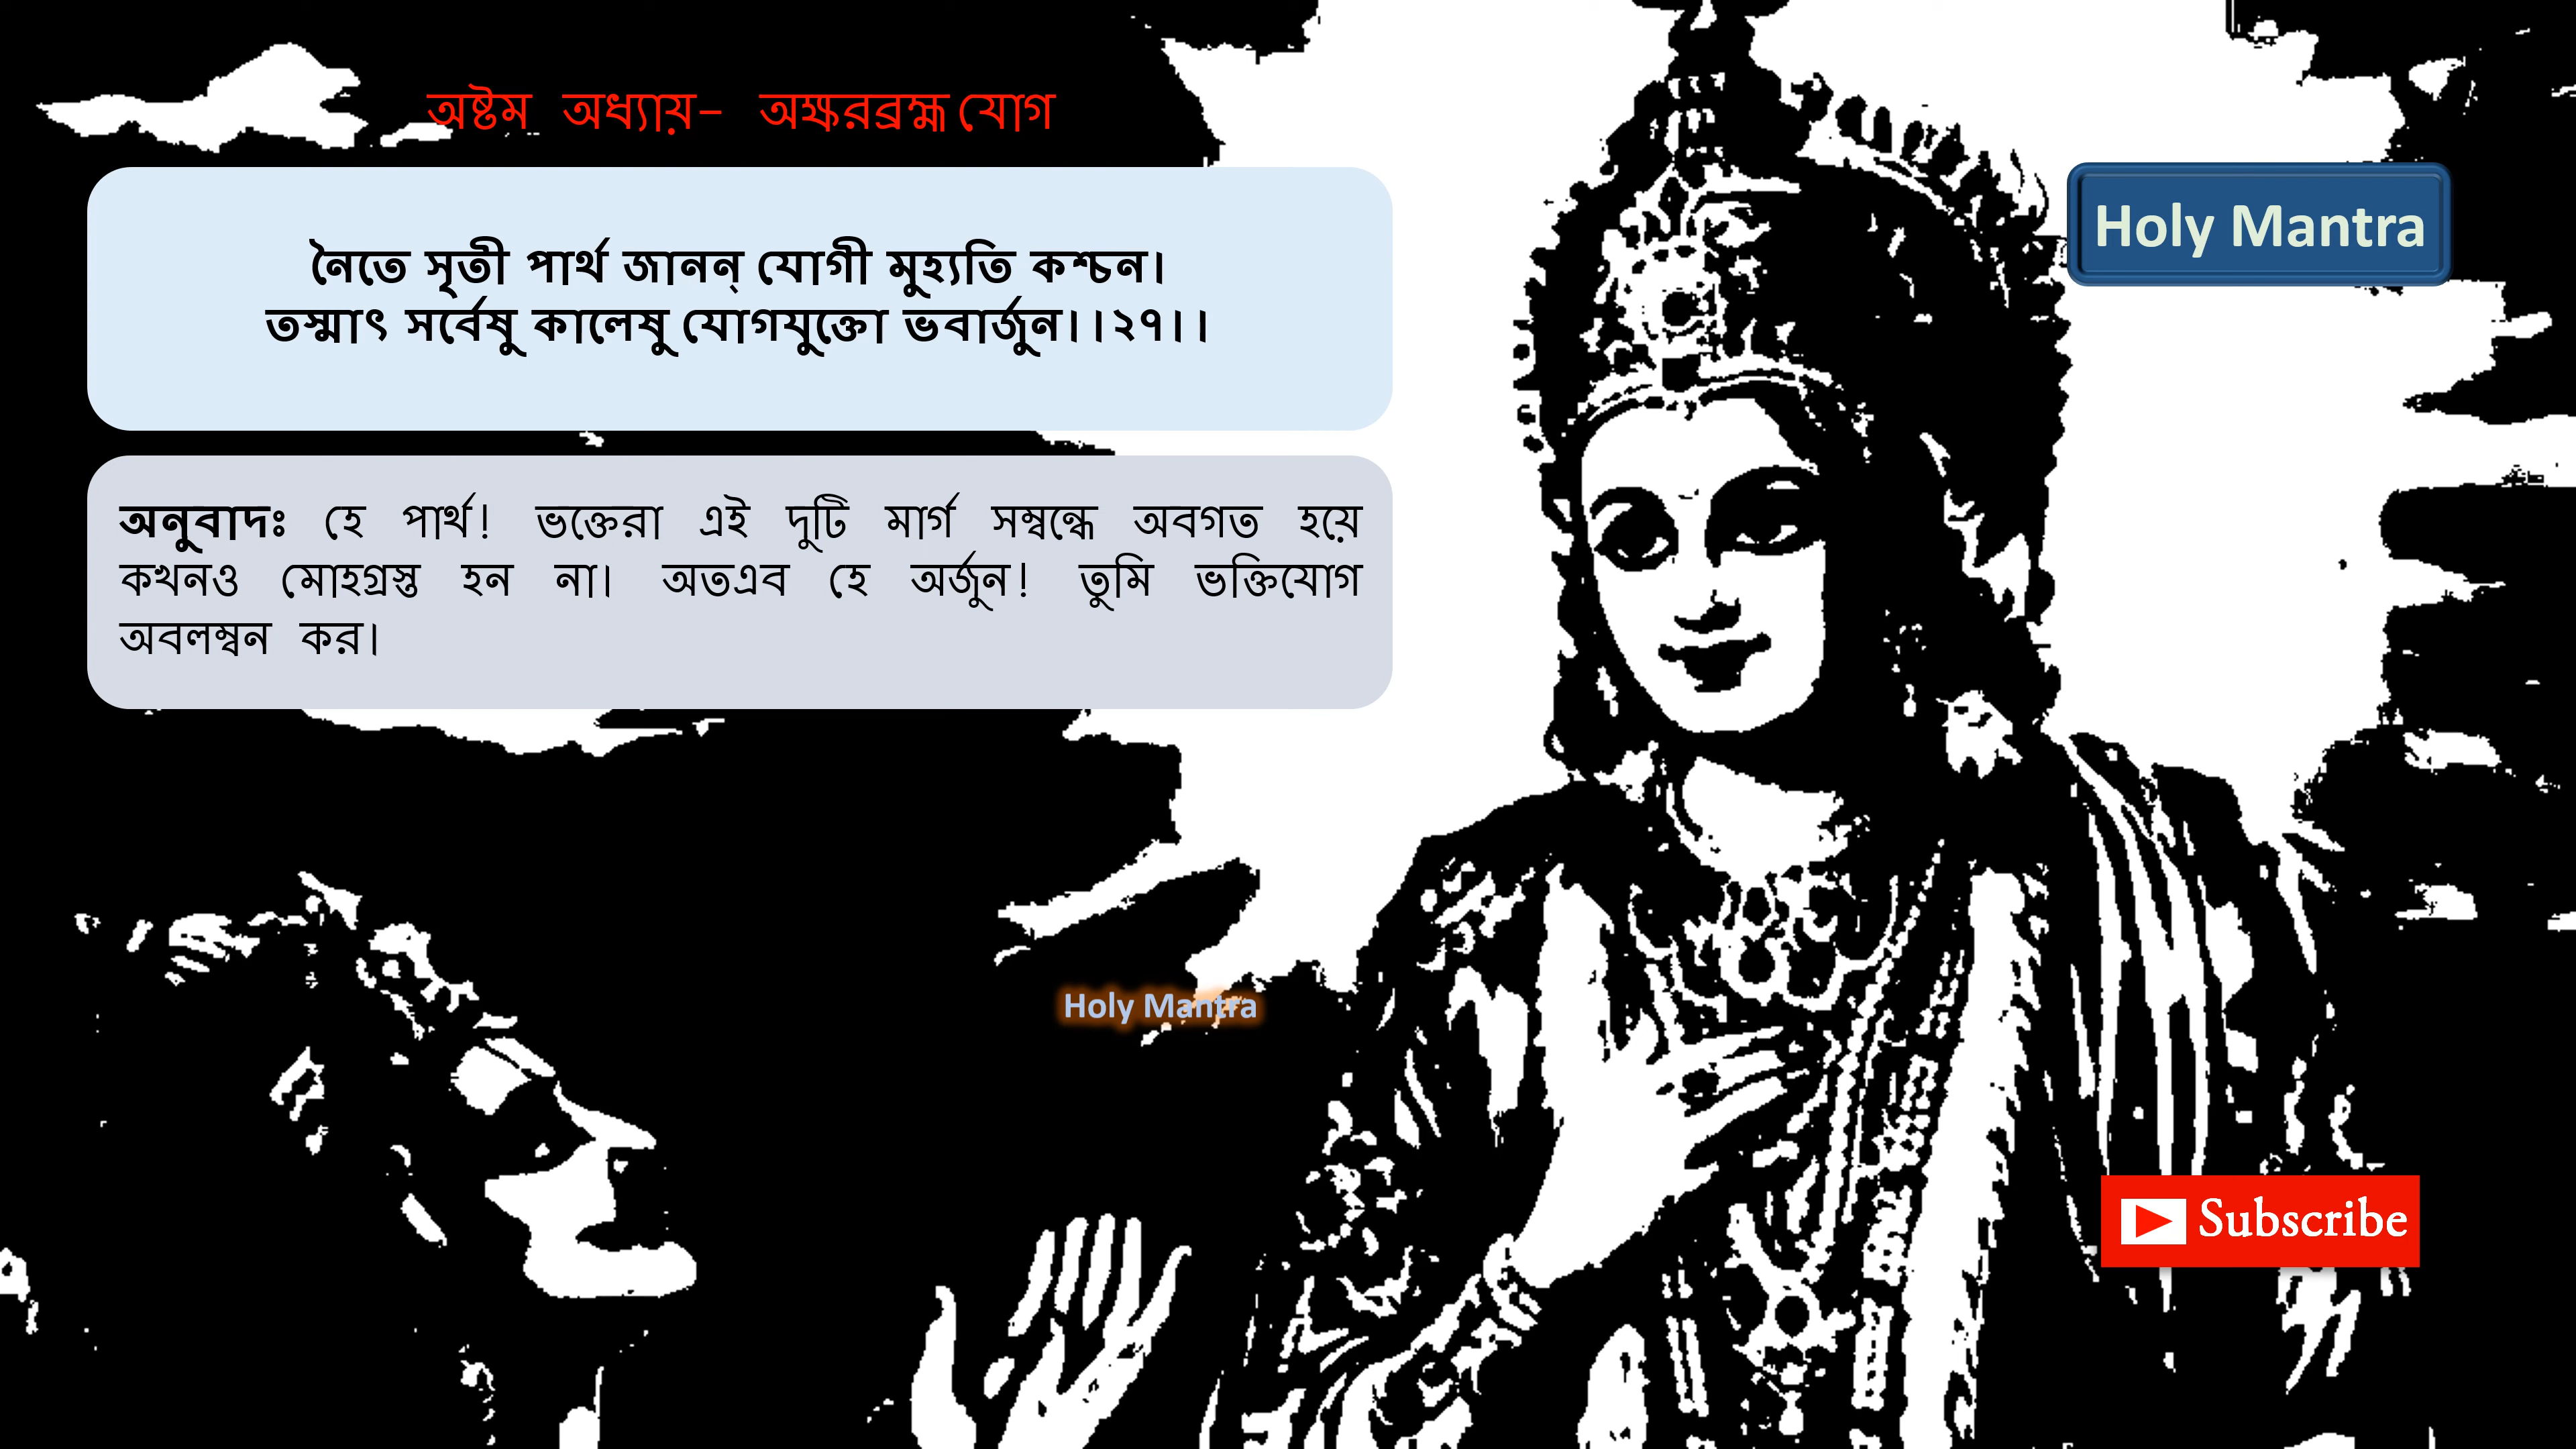 অষ্টম অধ্যায়– অক্ষরব্রহ্ম যোগ
নৈতে সৃতী পার্থ জানন্ যোগী মুহ্যতি কশ্চন।
তস্মাৎ সর্বেষু কালেষু যোগযুক্তো ভবার্জুন।।২৭।।
Holy Mantra
অনুবাদঃ হে পার্থ! ভক্তেরা এই দুটি মার্গ সম্বন্ধে অবগত হয়ে
কখনও মোহগ্রস্ত হন না। অতএব হে অর্জুন! তুমি ভক্তিযোগ
অবলম্বন কর।
Holy Mantra
Subscribe